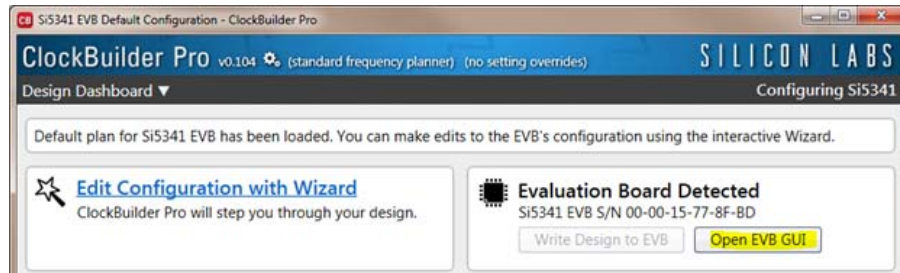 CB Si5341 EVB Default Configuration - ClockBuilder Pro
ClockBuilder Pro v0.104 (standard frequency planner) (no setting overrides) SILICON LABS
Design Dashboard ▼ Configuring Si5341
Default plan for Si5341 EVB has been loaded. You can make edits to the EVB's configuration using the interactive Wizard.
Edit Configuration with Wizard
ClockBuilder Pro will step you through your design.
Evaluation Board Detected
Si5341 EVB S/N 00-00-15-77-8F-BD
Write Design to EVB Open EVB GUI